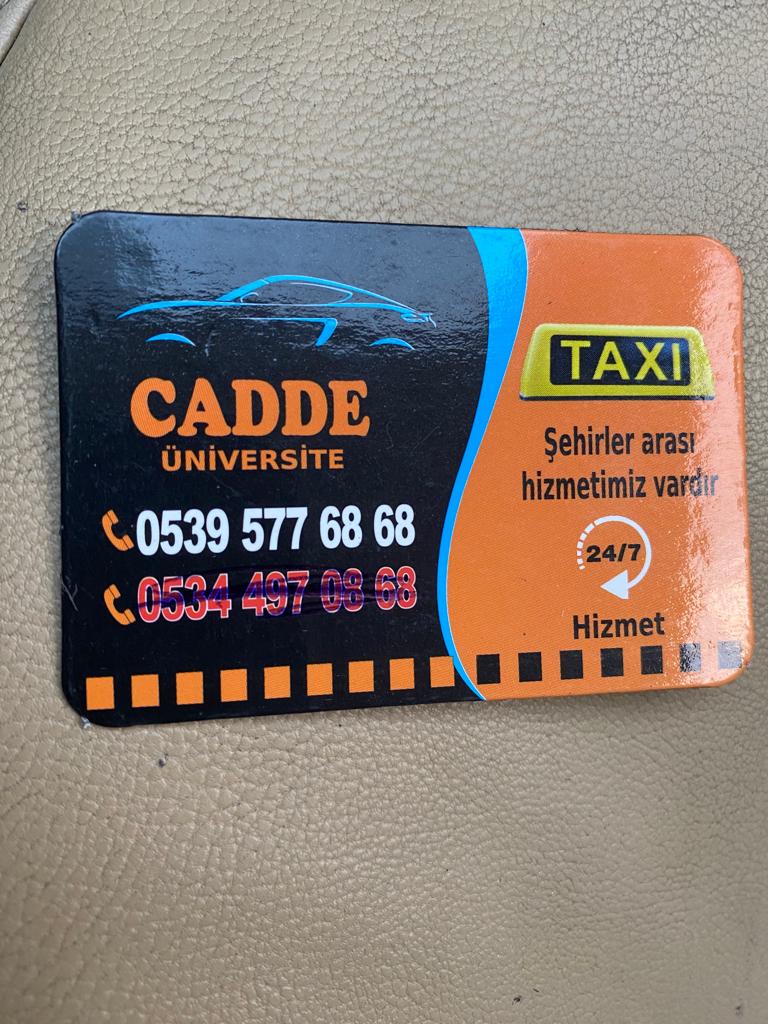 CADDE
ÜNİVERSİTE
0539 577 68 68
0534 497 08 68
TAXI
Şehirler arası
hizmetimiz vardır
24/7
Hizmet